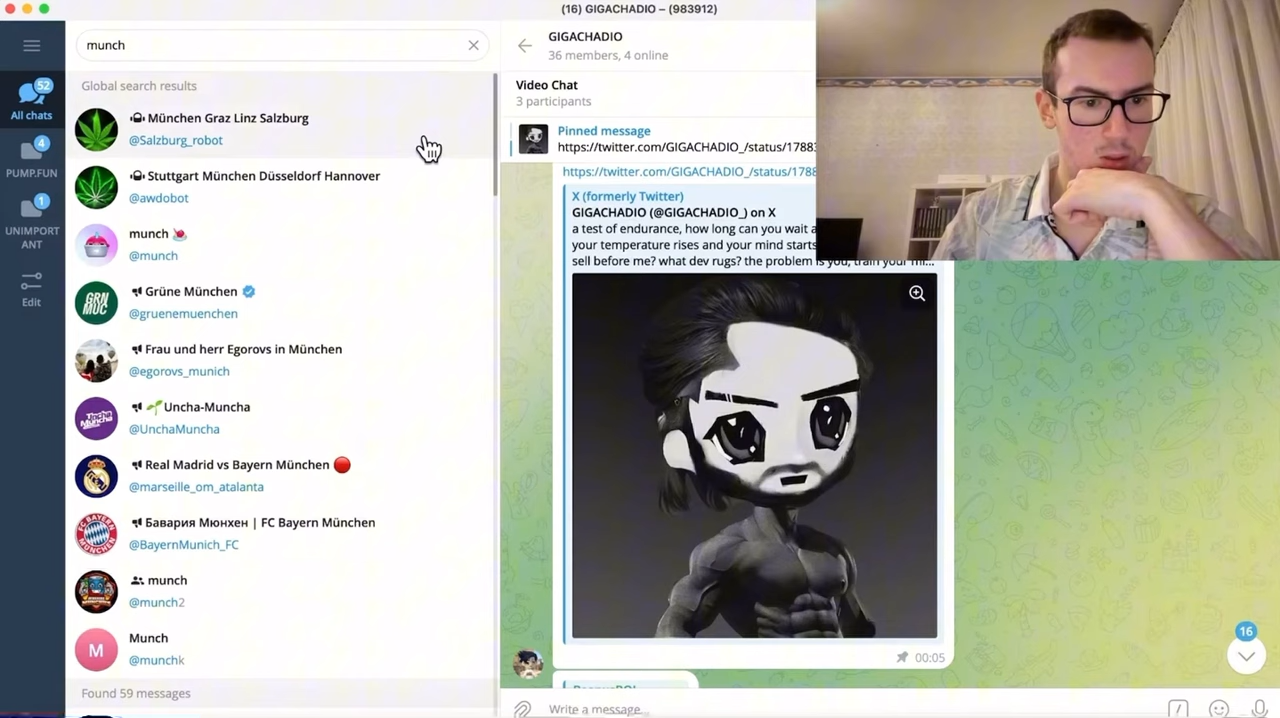 (16) GIGACHADIO – (983912)
munch
52
All chats
4
PUMP.FUN
1
UNIMPORT
ANT
Edit
Global search results
München Graz Linz Salzburg
@Salzburg_robot
Stuttgart München Düsseldorf Hannover
@awdobot
munch
@munch
GRN
MUC
Grüne München
@gruenemuenchen
Frau und herr Egorovs in München
@egorovs_munich
Uncha-Muncha
@UnchaMuncha
Real Madrid vs Bayern München
@marseille_om_atalanta
Бавария Мюнхен | FC Bayern München
@BayernMunich_FC
munch
@munch2
M
Munch
@munchk
Found 59 messages
GIGACHADIO
36 members, 4 online
Video Chat
3 participants
Pinned message
https://twitter.com/GIGACHADIO_/status/1788
https://twitter.com/GIGACHADIO_/status/1788
X (formerly Twitter)
GIGACHADIO (@GIGACHADIO_) on X
a test of endurance, how long can you wait a
your temperature rises and your mind starts
sell before me? what dev rugs? the problem is you, train your mi...
00:05
16
Write a message...